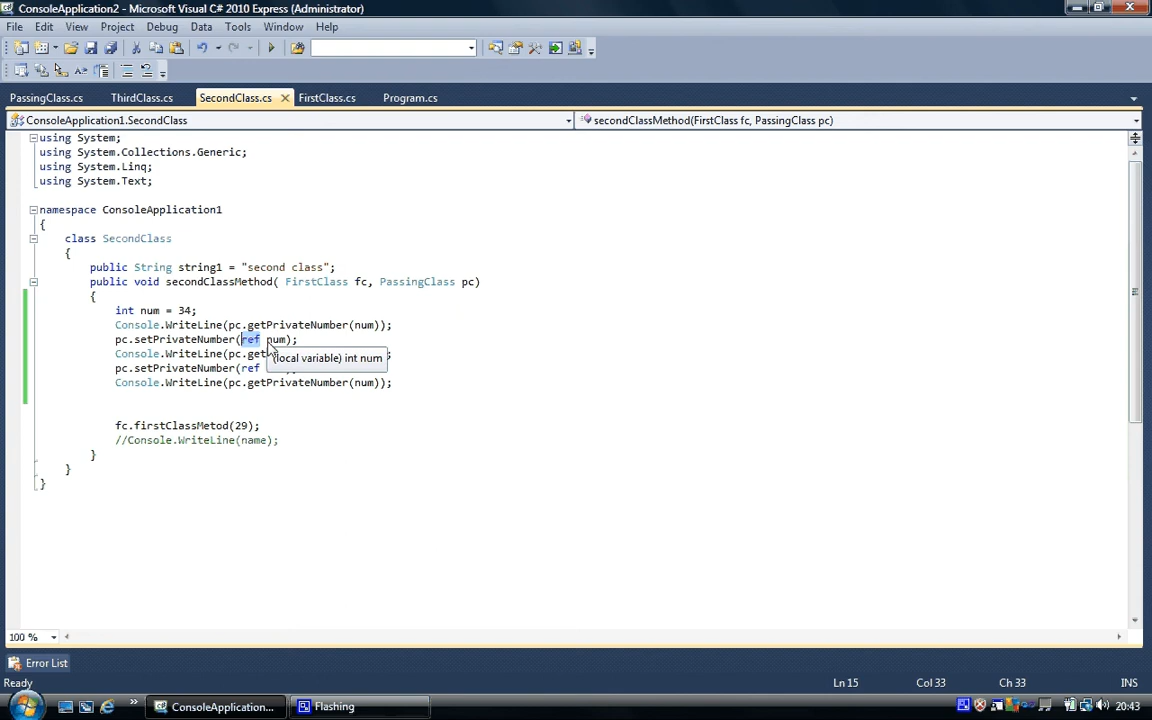 ConsoleApplication2 - Microsoft Visual C# 2010 Express (Administrator)
File Edit View Project Debug Tools Data Window Help
PassingClass.cs ThirdClass.cs SecondClass.cs FirstClass.cs Program.cs
ConsoleApplication1.SecondClass secondClassMethod(FirstClass fc, PassingClass pc)
using System;
using System.Collections.Generic;
using System.Linq;
using System.Text;
namespace ConsoleApplication1
{
class SecondClass
{
public String string1 = "second class";
public void secondClassMethod( FirstClass fc, PassingClass pc)
{
int num = 34;
Console.WriteLine(pc.getPrivateNumber(num));
pc.setPrivateNumber(ref num);
Console.WriteLine(pc.get ;
(local variable) int num
pc.setPrivateNumber(ref
Console.WriteLine(pc.getPrivateNumber(num));
fc.firstClassMetod(29);
//Console.WriteLine(name);
}
}
}
100 %
Error List
Ready Ln 15 Col 33 Ch 33 INS
ConsoleApplication... Flashing 20:43